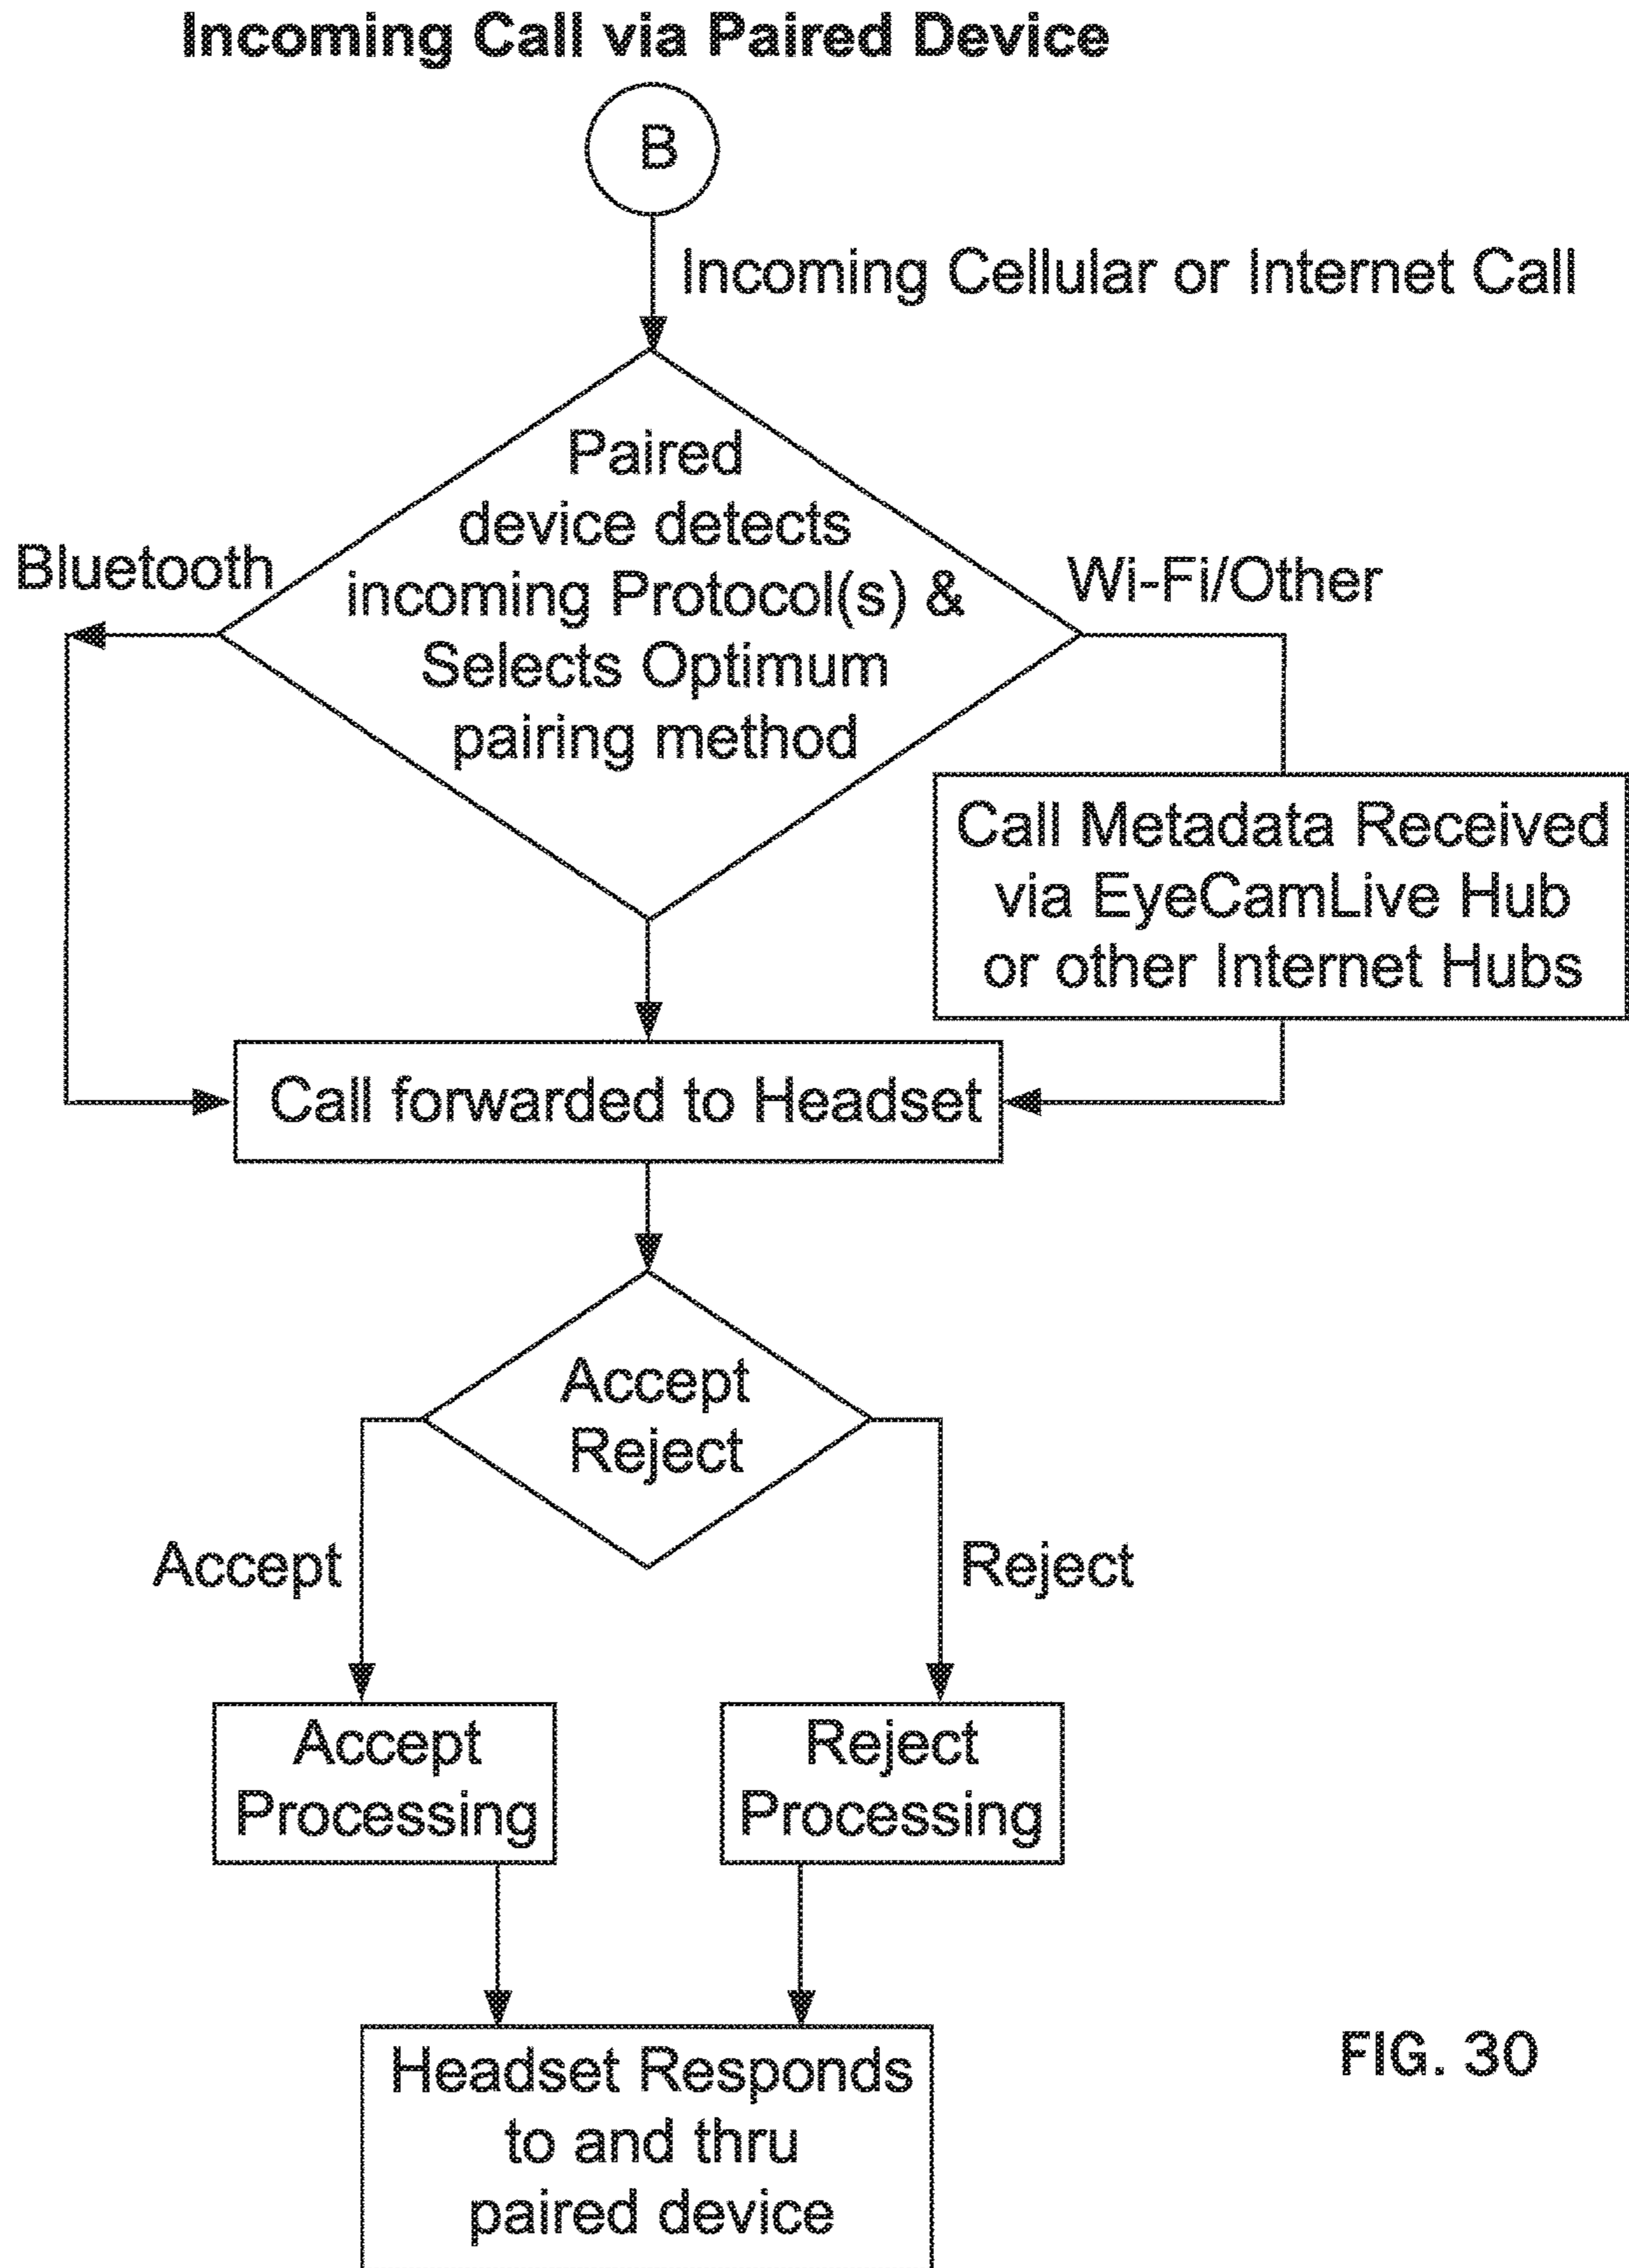 Incoming Call via Paired Device
B
Incoming Cellular or Internet Call
Paired
device detects
incoming Protocol(s) &
Selects Optimum
pairing method
Bluetooth
Wi-Fi/Other
Call Metadata Received
via EyeCamLive Hub
or other Internet Hubs
Call forwarded to Headset
Accept
Reject
Accept
Reject
Accept
Processing
Reject
Processing
Headset Responds
to and thru
paired device
FIG. 30